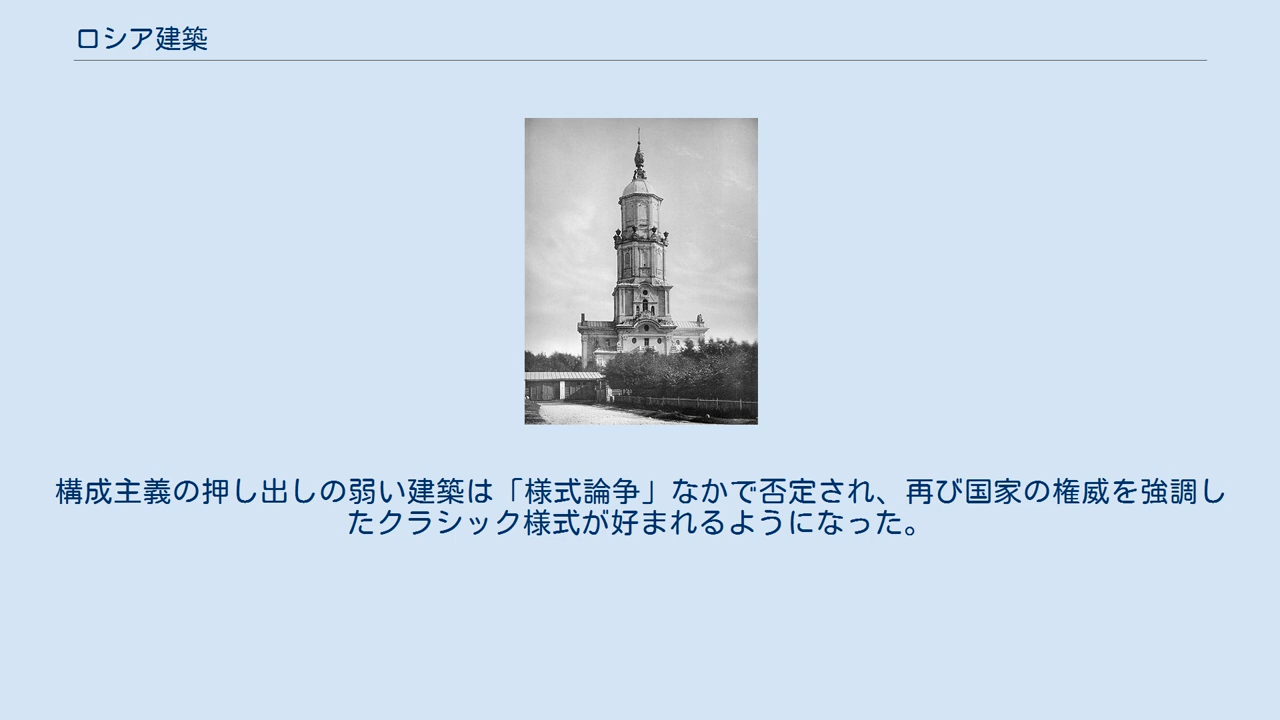 ロシア建築
構成主義の押し出しの弱い建築は「様式論争」なかで否定され、再び国家の権威を強調し
たクラシック様式が好まれるようになった。